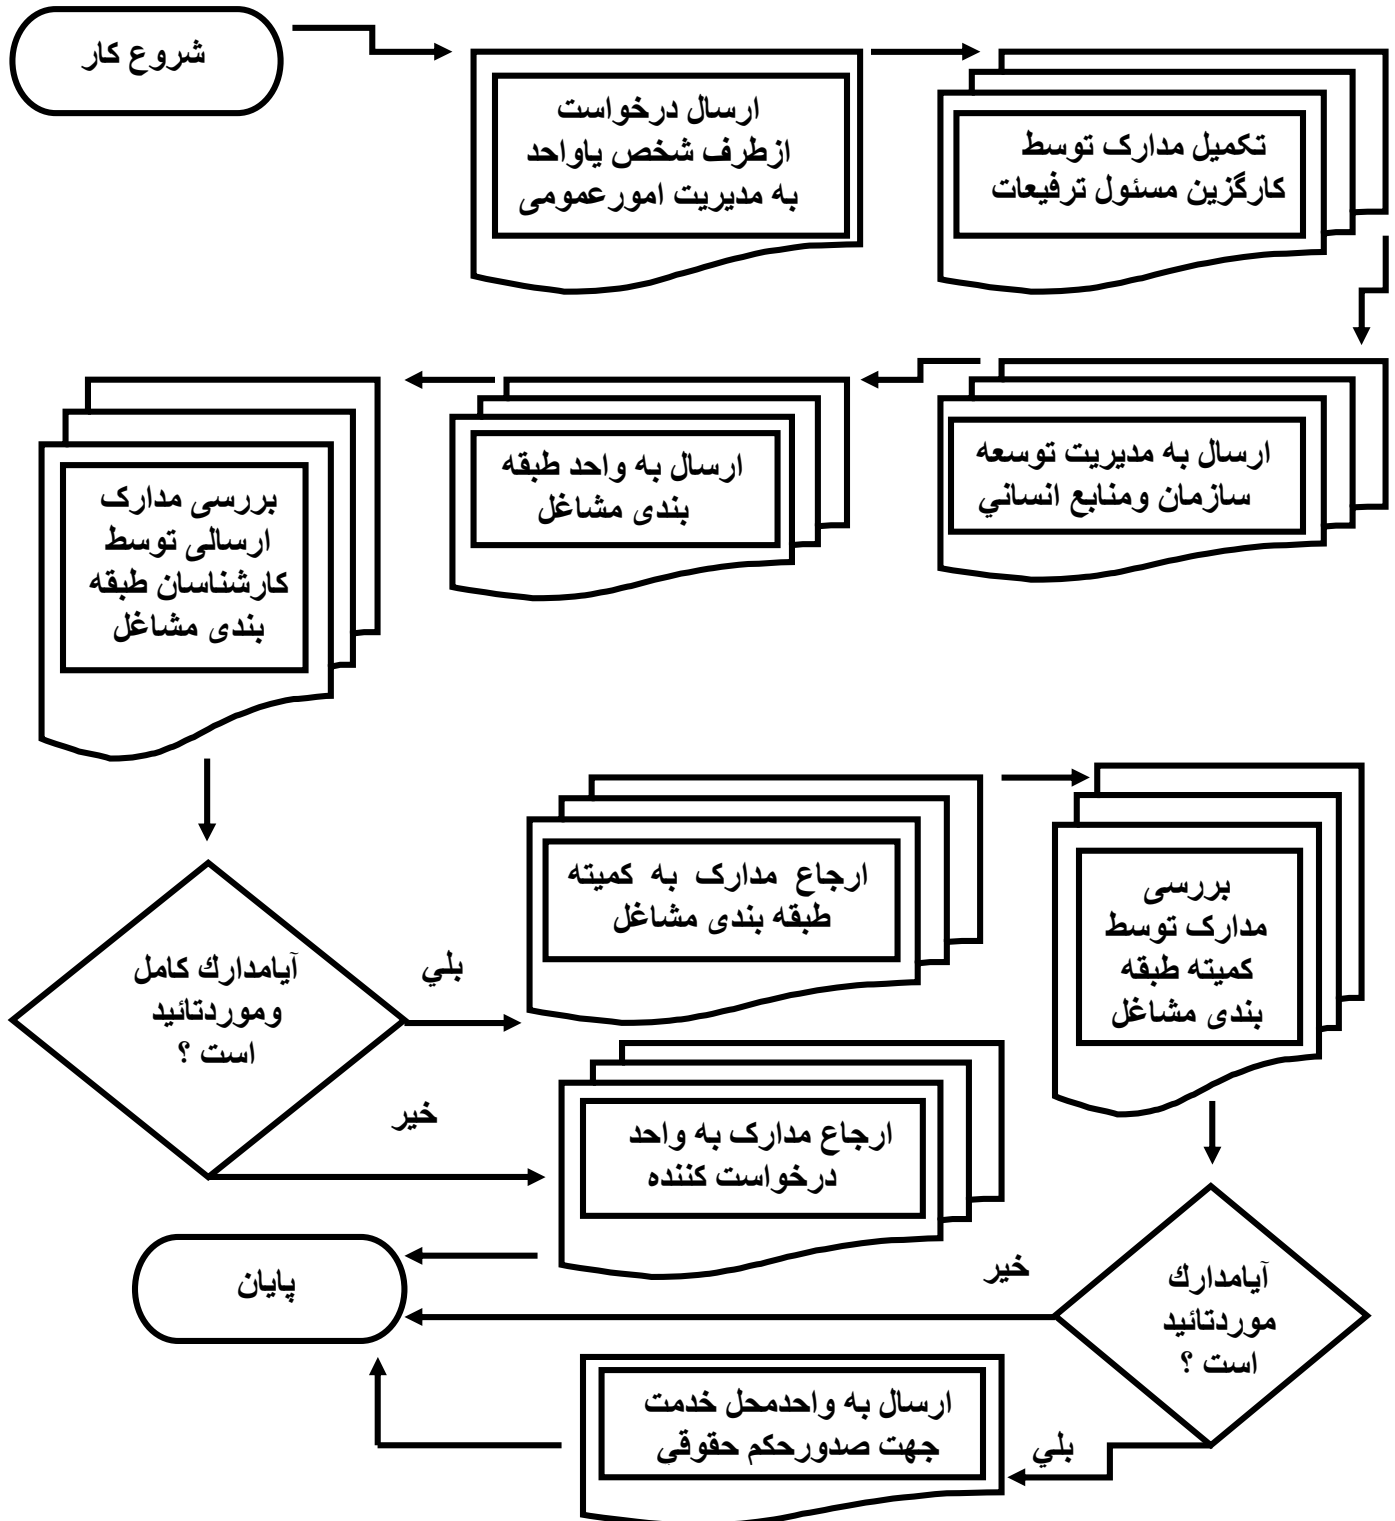 شروع کار
ارسال درخواست
ازطرف شخص یاواحد
به مدیریت امورعمومی
تکمیل مدارک توسط
کارگزین مسئول ترفیعات
ارسال به مدیریت توسعه
سازمان ومنابع انساني
ارسال به واحد طبقه
بندی مشاغل
بررسی مدارک
ارسالی توسط
کارشناسان طبقه
بندی مشاغل
آیامدارك كامل
وموردتائید
است ؟
بلي
خیر
ارجاع مدارک به کمیته
طبقه بندی مشاغل
بررسی
مدارک توسط
کمیته طبقه
بندی مشاغل
ارجاع مدارک به واحد
درخواست کننده
آیامدارك
موردتائید
است ؟
خیر
بلي
ارسال به واحدمحل خدمت
جهت صدورحکم حقوقی
پایان